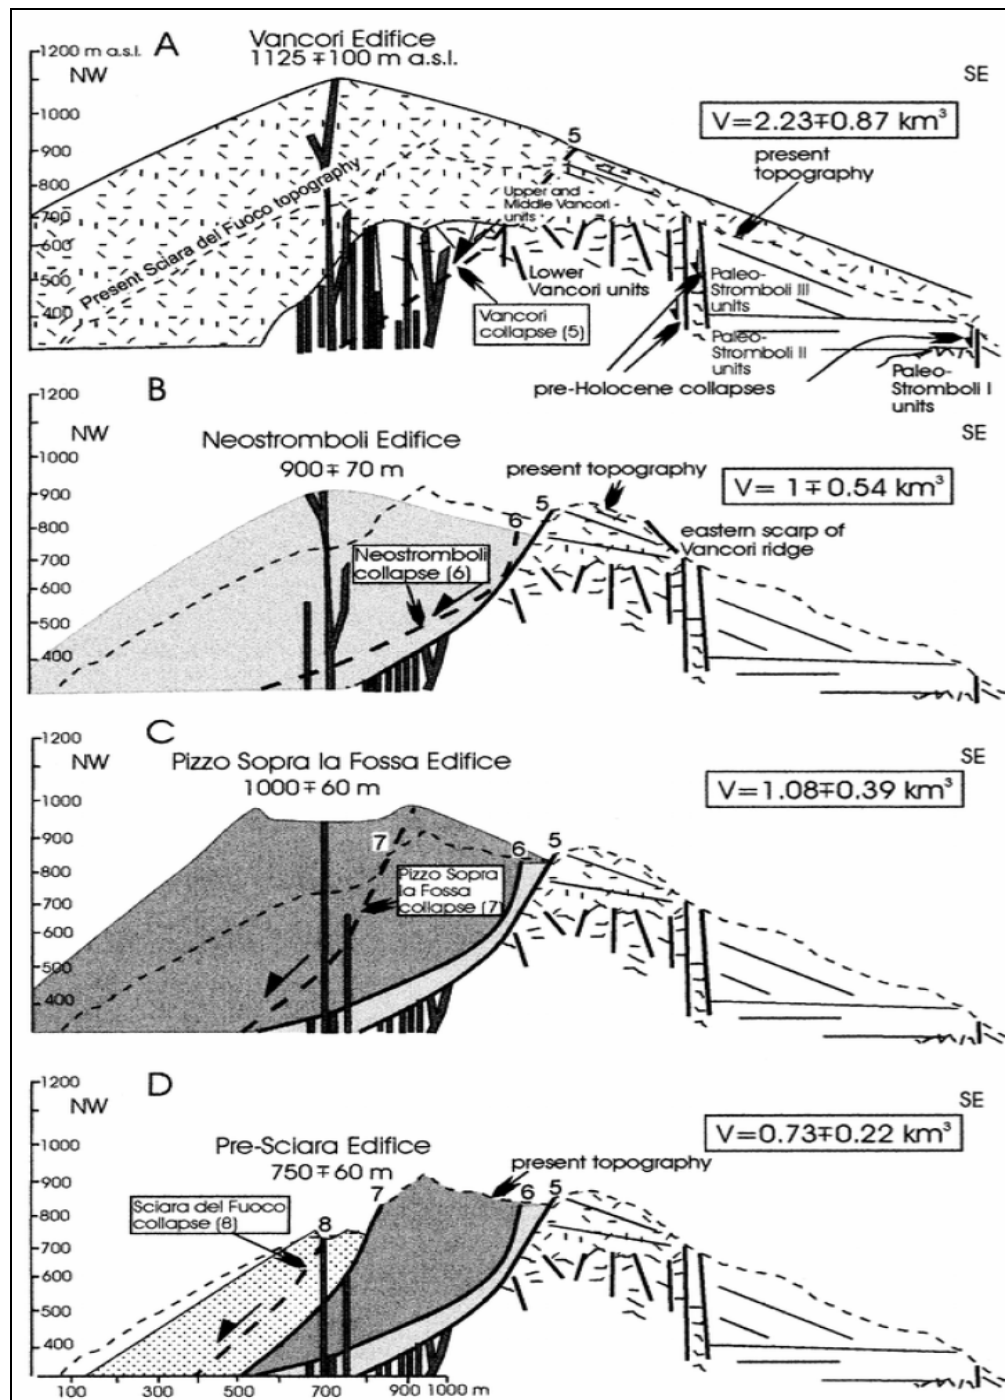 A
Vancori Edifice
1125 ∓ 100 m a.s.l.
1200 m a.s.l.
NW
SE
1000
900
800
700
600
500
400
V=2.23∓0.87 km³
5
present
topography
Present Sciara del Fuoco topography
Upper and
Middle Vancori
units
Lower
Vancori units
Vancori
collapse (5)
Paleo-
Stromboli III
units
Paleo-
Stromboli II
units
pre-Holocene collapses
Paleo-
Stromboli I
units
B
1200
NW
SE
1000
900
800
700
600
500
400
Neostromboli Edifice
900 ∓ 70 m
present topography
V= 1 ∓ 0.54 km³
5
6
eastern scarp of
Vancori ridge
Neostromboli
collapse (6)
C
1200
NW
SE
1000
900
800
700
600
500
400
Pizzo Sopra la Fossa Edifice
1000 ∓ 60 m
V=1.08∓0.39 km³
7
6
5
Pizzo Sopra
la Fossa
collapse (7)
D
1200
NW
SE
1000
900
800
700
600
500
400
Pre-Sciara Edifice
750 ∓ 60 m
V=0.73∓0.22 km³
present topography
7
6
5
8
Sciara del Fuoco
collapse (8)
100
300
500
700
900
1000 m